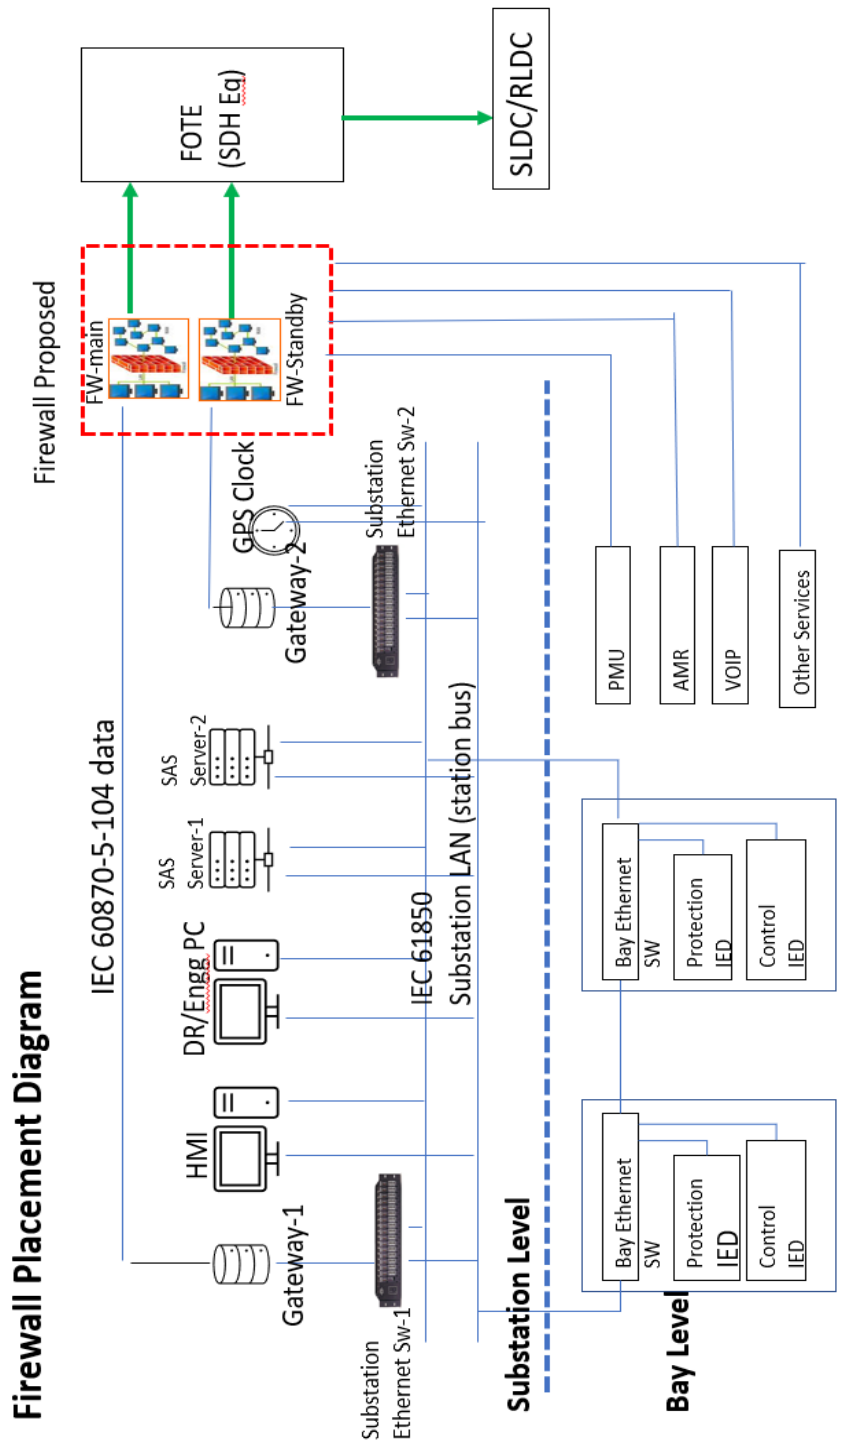 Firewall Placement Diagram
Firewall Proposed
FW-main
FW-Standby
FOTE
(SDH Eq)
SLDC/RLDC
IEC 60870-5-104 data
Gateway-1
HMI
DR/Engg PC
SAS
Server-1
SAS
Server-2
Gateway-2
GPS Clock
Substation
Ethernet Sw-1
Substation
Ethernet Sw-2
IEC 61850
Substation LAN (station bus)
Substation Level
Bay Level
Bay Ethernet
SW
Protection
IED
Control
IED
Bay Ethernet
SW
Protection
IED
Control
IED
PMU
AMR
VOIP
Other Services